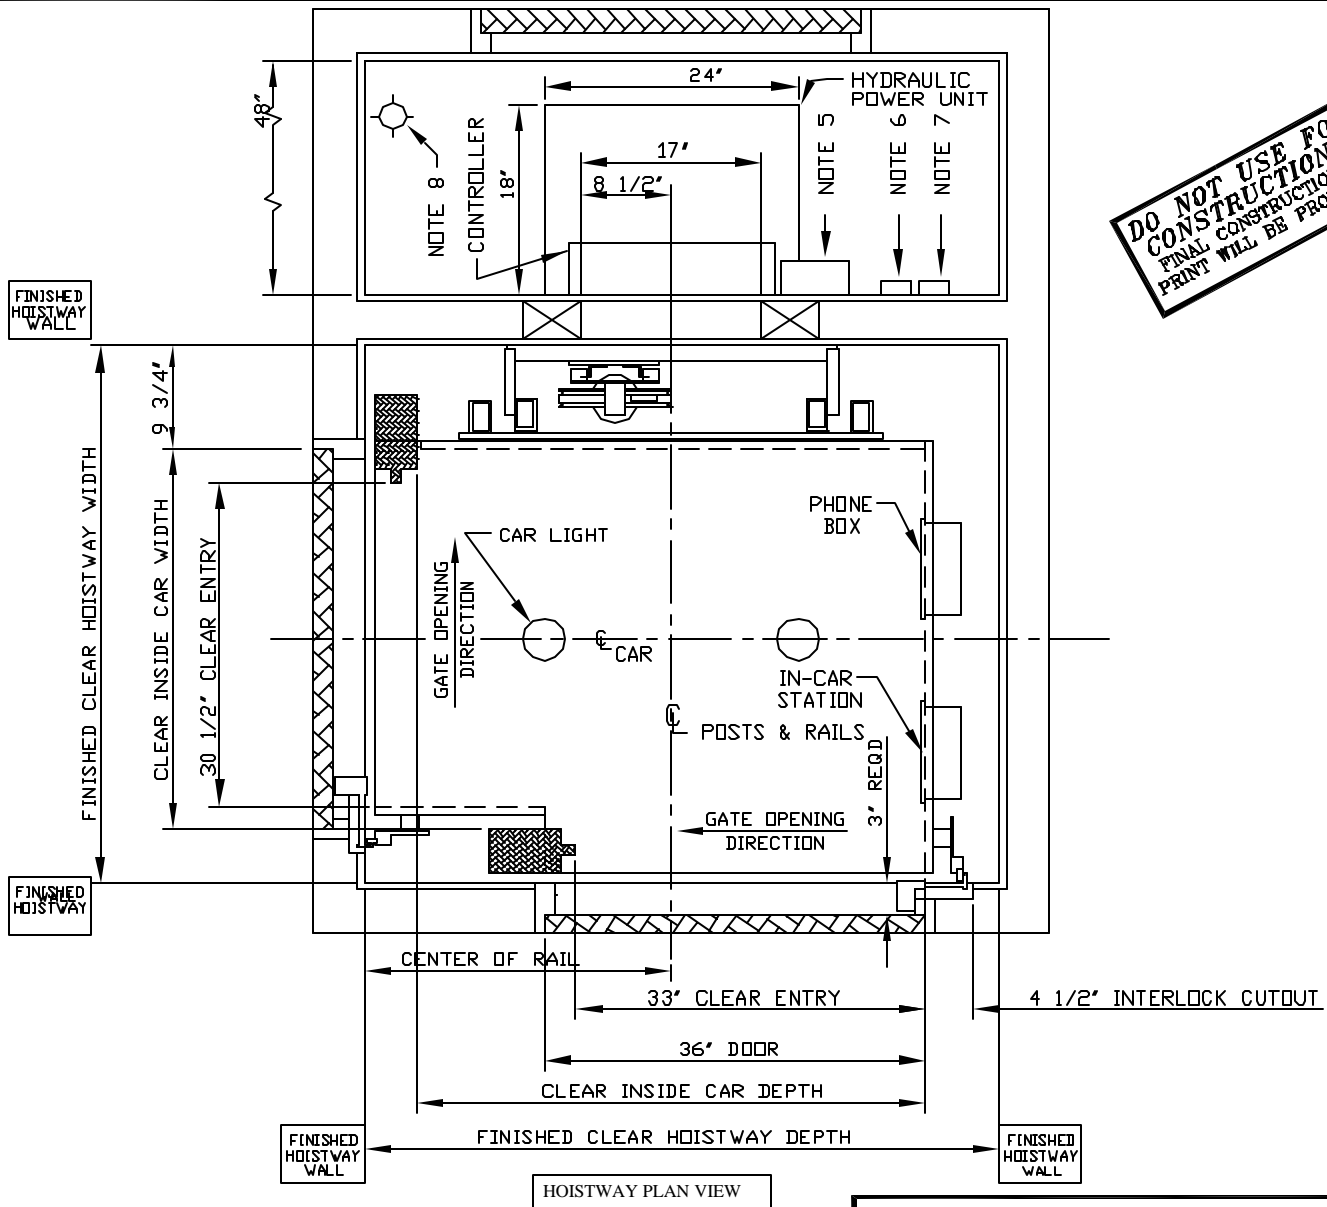 24"
HYDRAULIC
POWER UNIT
48"
CONTROLLER
NOTE 8
18"
17"
8 1/2"
NOTE 5
NOTE 6
NOTE 7
DO NOT USE
CONSTRUCTION
FINAL
PRINT WILL BE
FINISHED
HOISTWAY
WALL
9 3/4"
FINISHED CLEAR HOISTWAY WIDTH
CLEAR INSIDE CAR WIDTH
30 1/2" CLEAR ENTRY
CAR LIGHT
GATE OPENING
DIRECTION
PHONE
BOX
CAR
IN-CAR
STATION
POSTS & RAILS
3" REQD
GATE OPENING
DIRECTION
FINISHED
WALL
HOISTWAY
CENTER OF RAIL
33" CLEAR ENTRY
4 1/2" INTERLOCK CUTOUT
36" DOOR
CLEAR INSIDE CAR DEPTH
FINISHED CLEAR HOISTWAY DEPTH
FINISHED
HOISTWAY
WALL
FINISHED
HOISTWAY
WALL
HOISTWAY PLAN VIEW